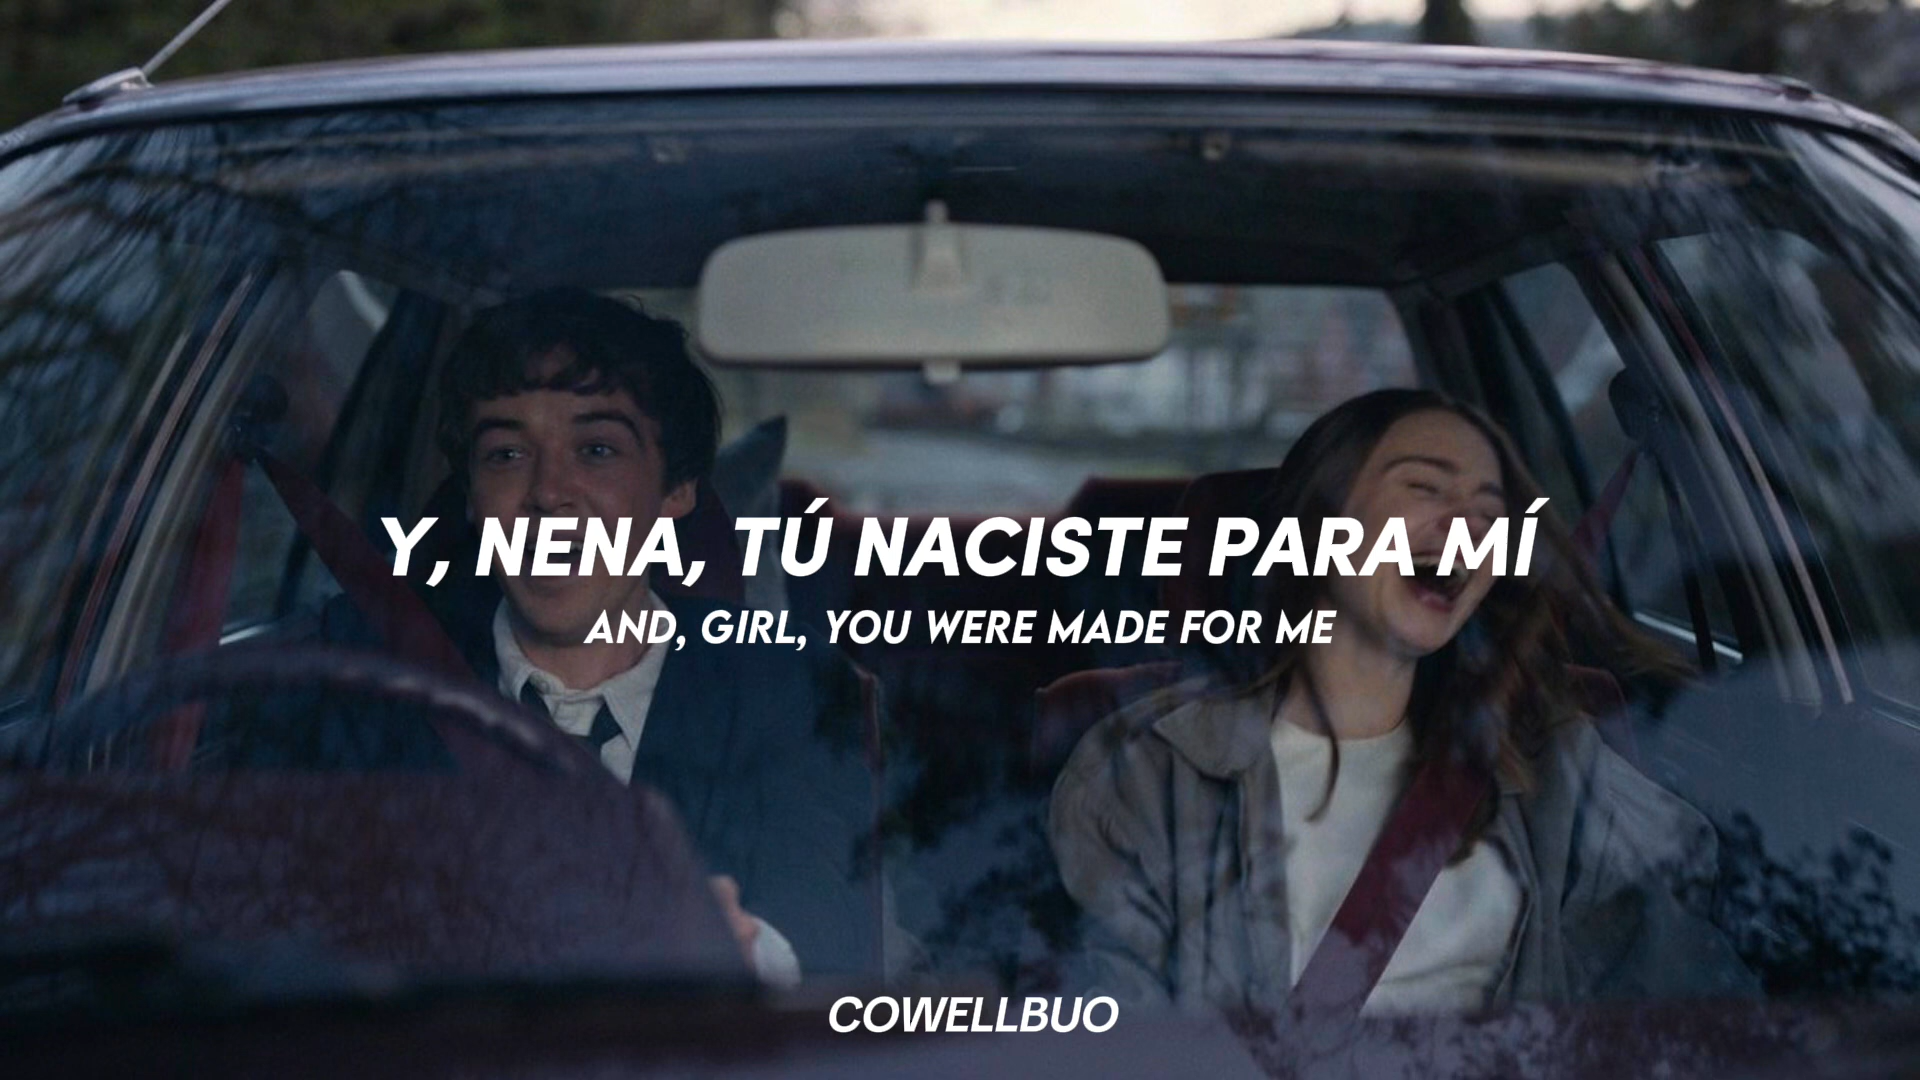 Y, NENA, TÚ NACISTE PARA MÍ
AND, GIRL, YOU WERE MADE FOR ME
COWELLBUO